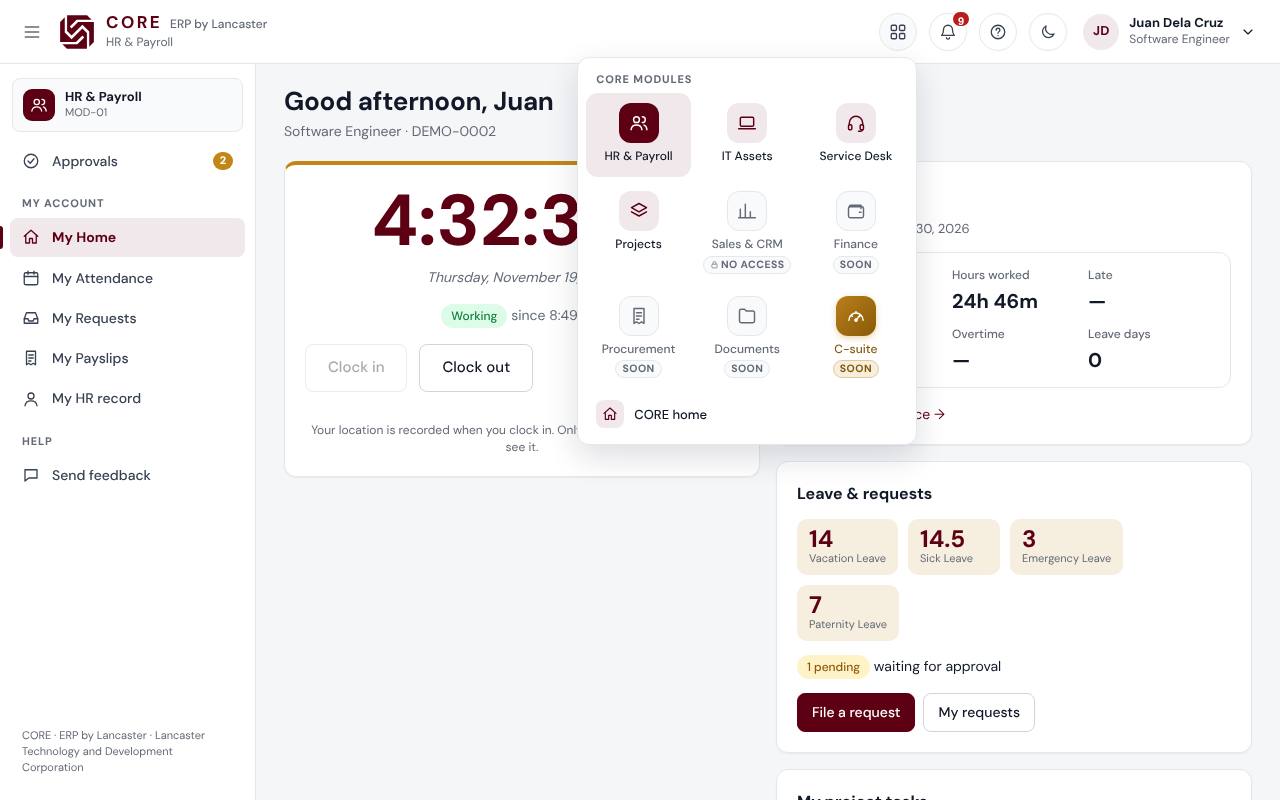 CORE ERP by Lancaster
HR & Payroll
9
JD
Juan Dela Cruz
Software Engineer
HR & Payroll
MOD-01
Approvals
2
MY ACCOUNT
My Home
My Attendance
My Requests
My Payslips
My HR record
HELP
Send feedback
CORE · ERP by Lancaster · Lancaster
Technology and Development
Corporation
Good afternoon, Juan
Software Engineer · DEMO-0002
4:32:3
Thursday, November 19,
Working since 8:49
Clock in
Clock out
Your location is recorded when you clock in.
see it.
CORE MODULES
HR & Payroll
IT Assets
Service Desk
Projects
Sales & CRM
NO ACCESS
Finance
SOON
Procurement
SOON
Documents
SOON
C-suite
SOON
CORE home
30, 2026
Hours worked
24h 46m
Late
—
Overtime
—
Leave days
0
Leave & requests
14
Vacation Leave
14.5
Sick Leave
3
Emergency Leave
7
Paternity Leave
1 pending waiting for approval
File a request
My requests
My project tasks